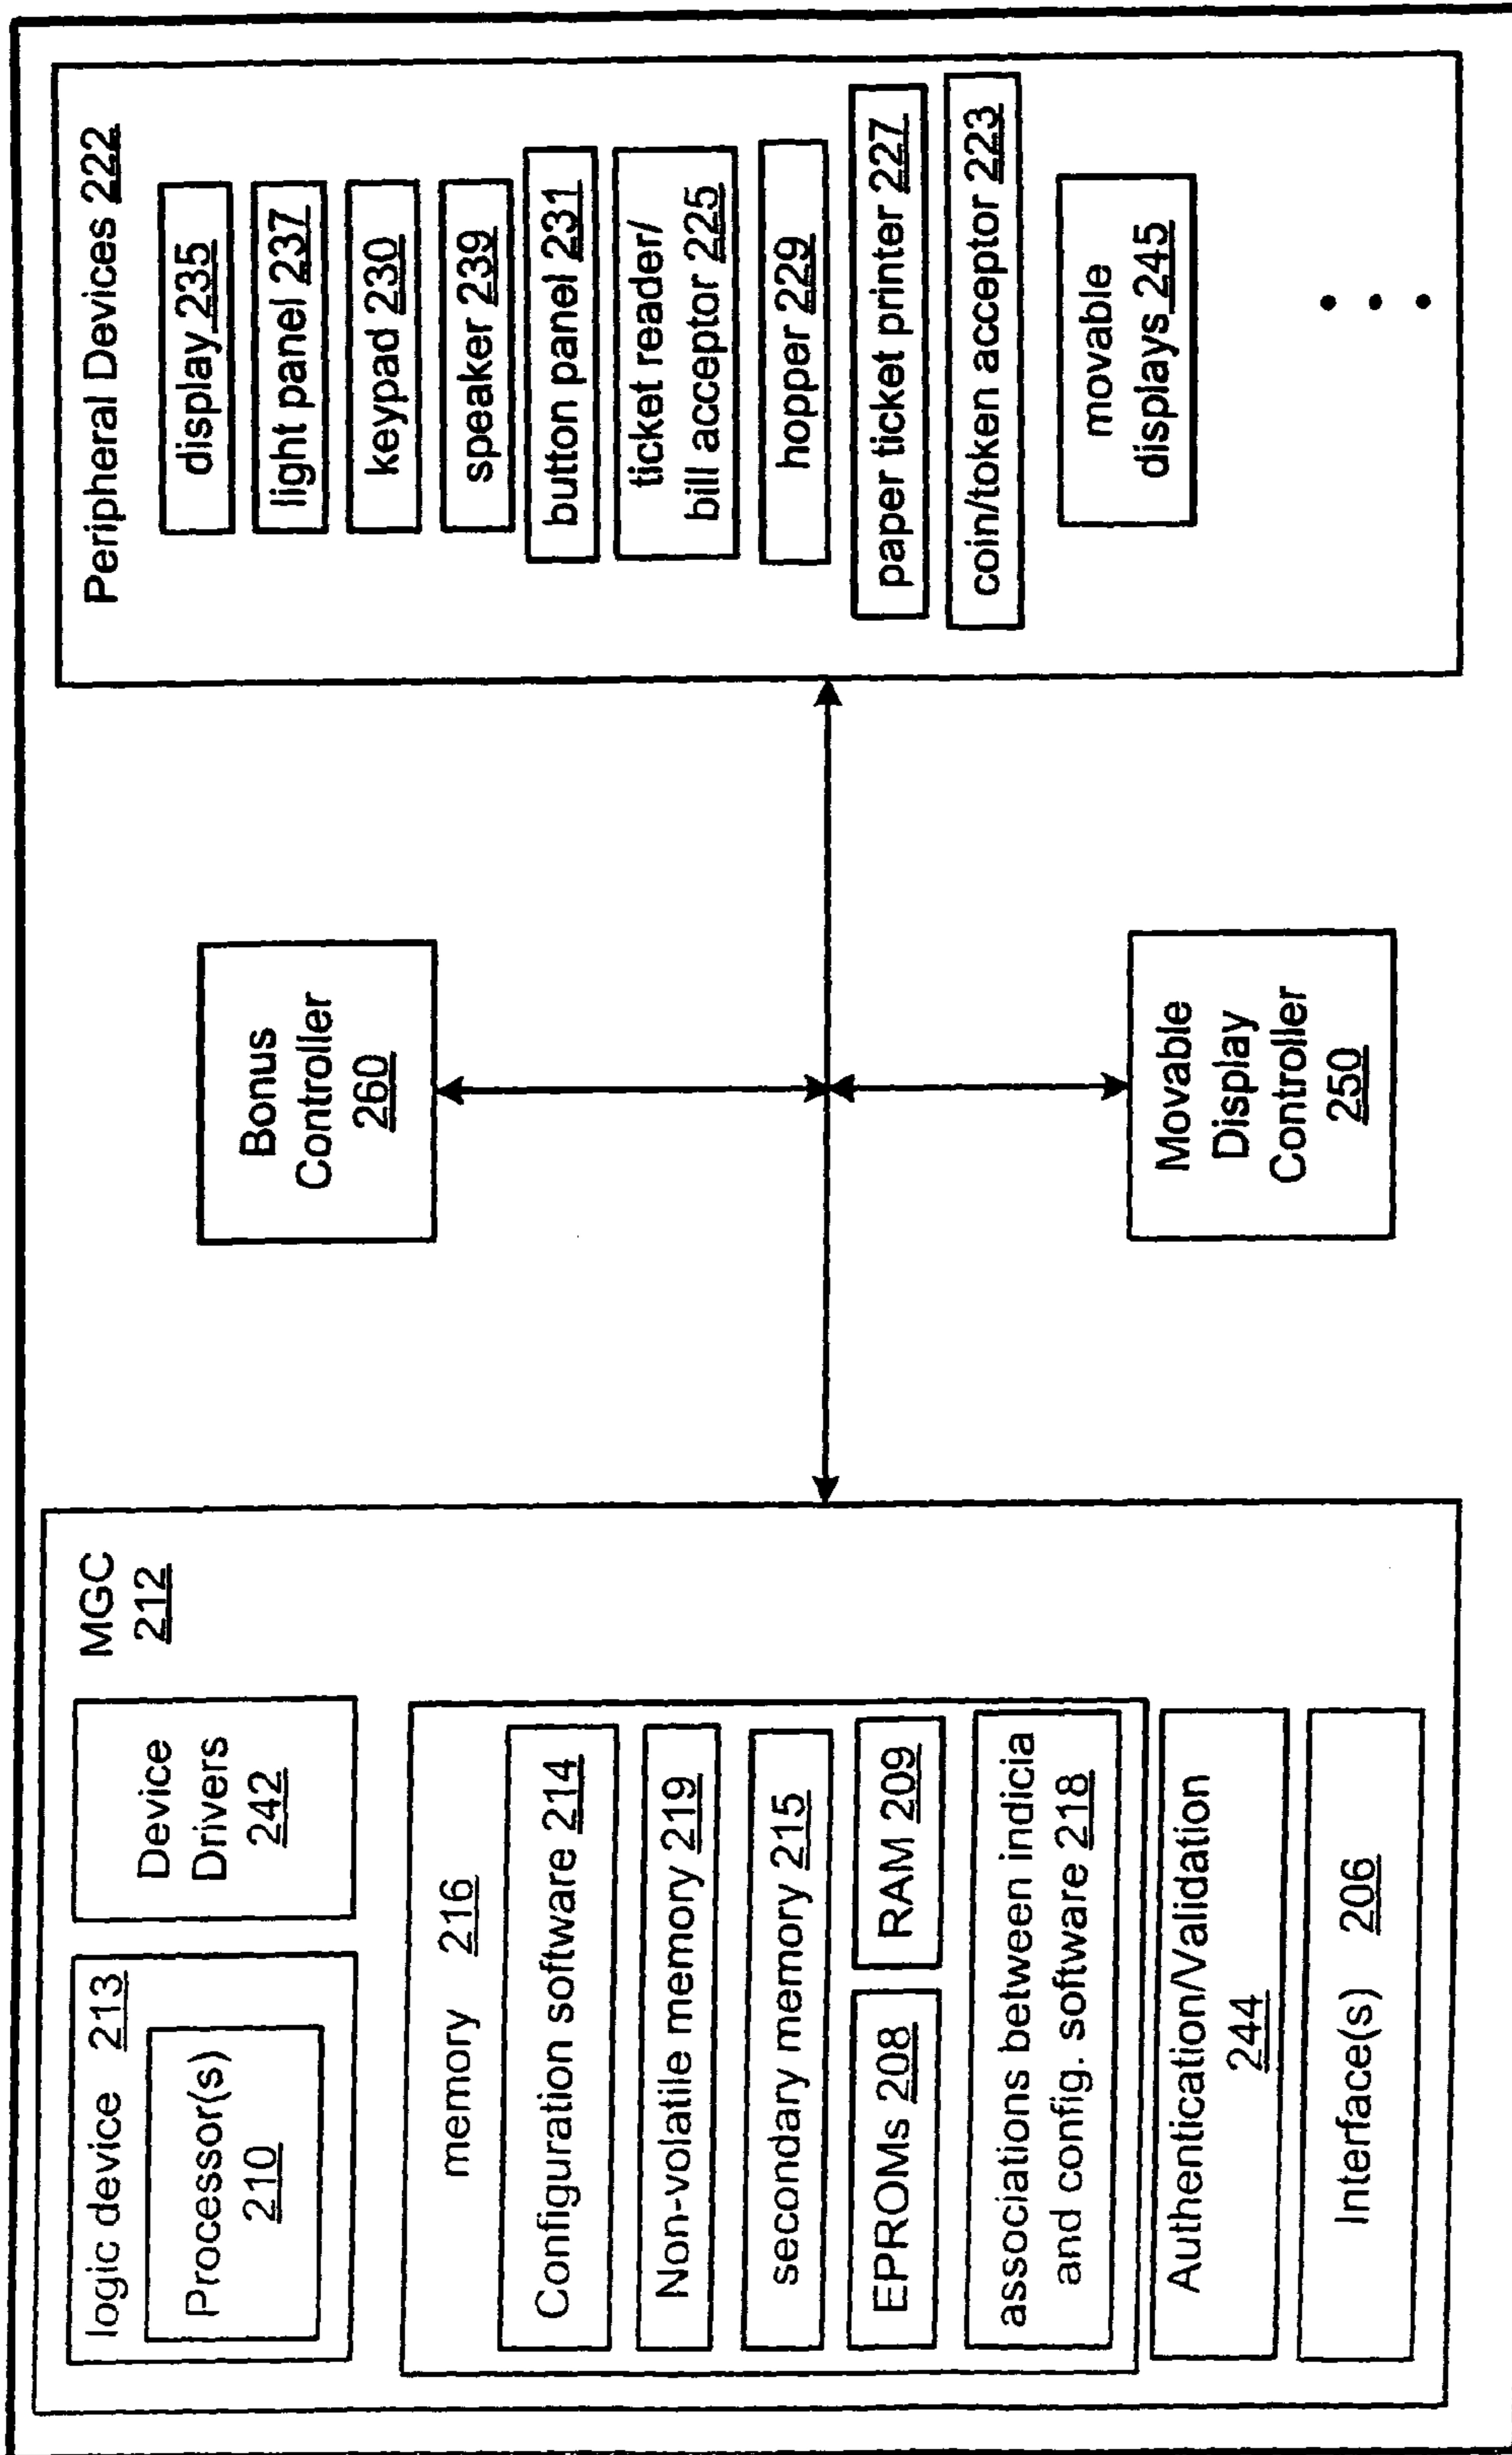 MGC
212
logic device 213
Processor(s)
210
Device
Drivers
242
memory 216
Configuration software 214
Non-volatile memory 219
secondary memory 215
EPROMs 208
RAM 209
associations between indicia
and config. software 218
Authentication/Validation
244
Interface(s) 206
Bonus
Controller
260
Movable
Display
Controller
250
Peripheral Devices 222
display 235
light panel 237
keypad 230
speaker 239
button panel 231
ticket reader/
bill acceptor 225
hopper 229
paper ticket printer 227
coin/token acceptor 223
movable
displays 245